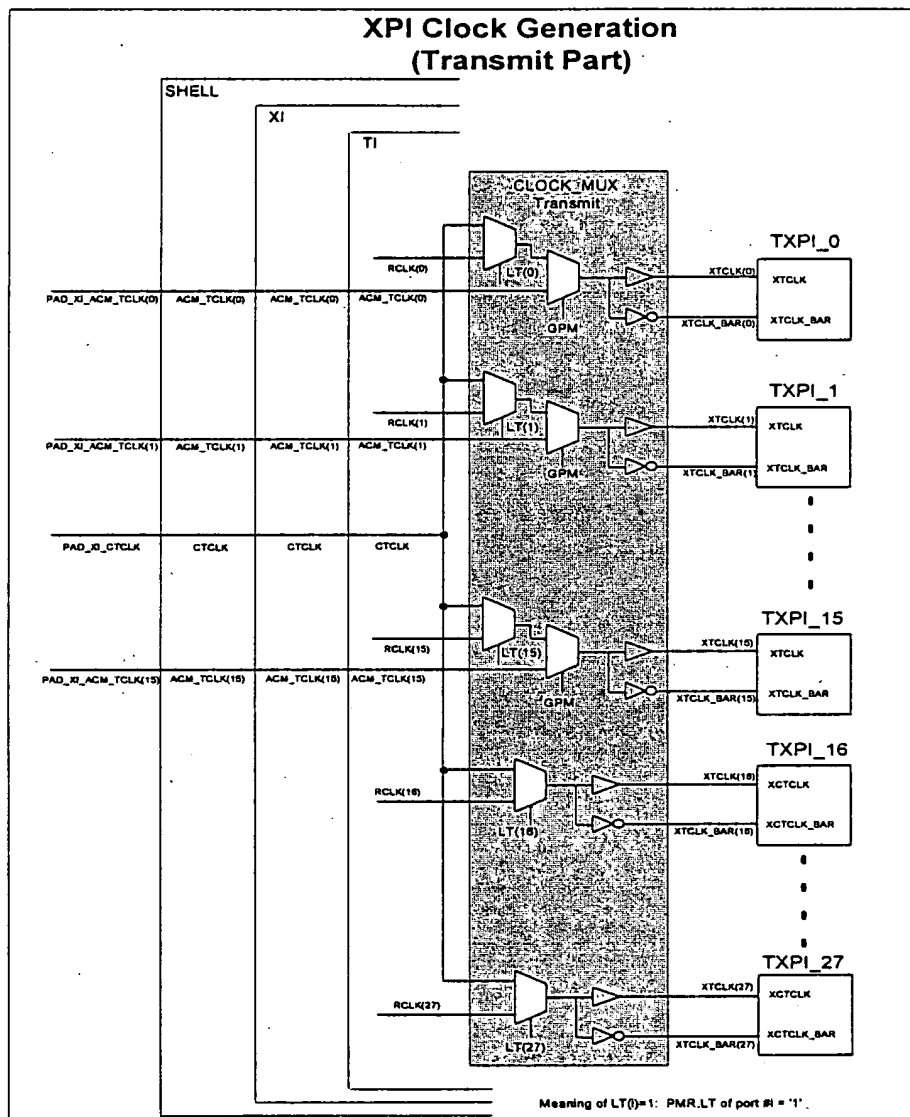 XPI Clock Generation
(Transmit Part)
SHELL
XI
TI
CLOCK_MUX
Transmit
TXPI_0
RCLK(0)
LT(0)
XTCLK(0)
XTCLK
PAD_XI_ACM_TCLK(0) ACM_TCLK(0) ACM_TCLK(0) ACM_TCLK(0)
GPM
XTCLK_BAR(0)
XTCLK_BAR
TXPI_1
RCLK(1)
LT(1)
XTCLK(1)
XTCLK
PAD_XI_ACM_TCLK(1) ACM_TCLK(1) ACM_TCLK(1) ACM_TCLK(1)
GPM
XTCLK_BAR(1)
XTCLK_BAR
PAD_XI_CTCLK CTCLK CTCLK CTCLK
TXPI_15
RCLK(15)
LT(15)
XTCLK(15)
XTCLK
PAD_XI_ACM_TCLK(15) ACM_TCLK(15) ACM_TCLK(15) ACM_TCLK(15)
GPM
XTCLK_BAR(15)
XTCLK_BAR
TXPI_16
RCLK(16)
LT(16)
XTCLK(16)
XCTCLK
XTCLK_BAR(16)
XCTCLK_BAR
TXPI_27
RCLK(27)
LT(27)
XTCLK(27)
XCTCLK
XTCLK_BAR(27)
XCTCLK_BAR
Meaning of LT(i)=1: PMR.LT of port #i = '1'.